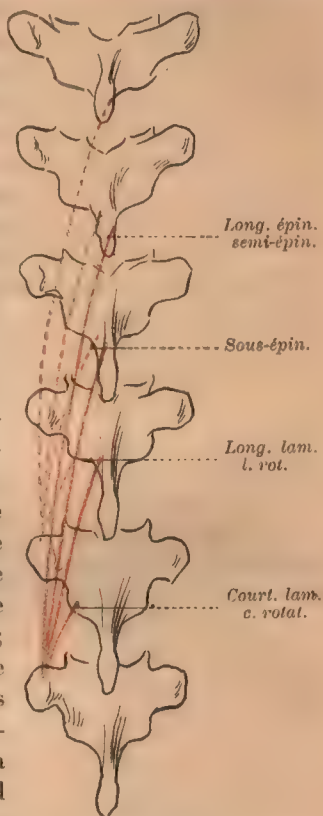 Long. épin.
semi-épin.
Sous-épin.
Long. lam.
l. rot.
Court. lam.
c. rotat.